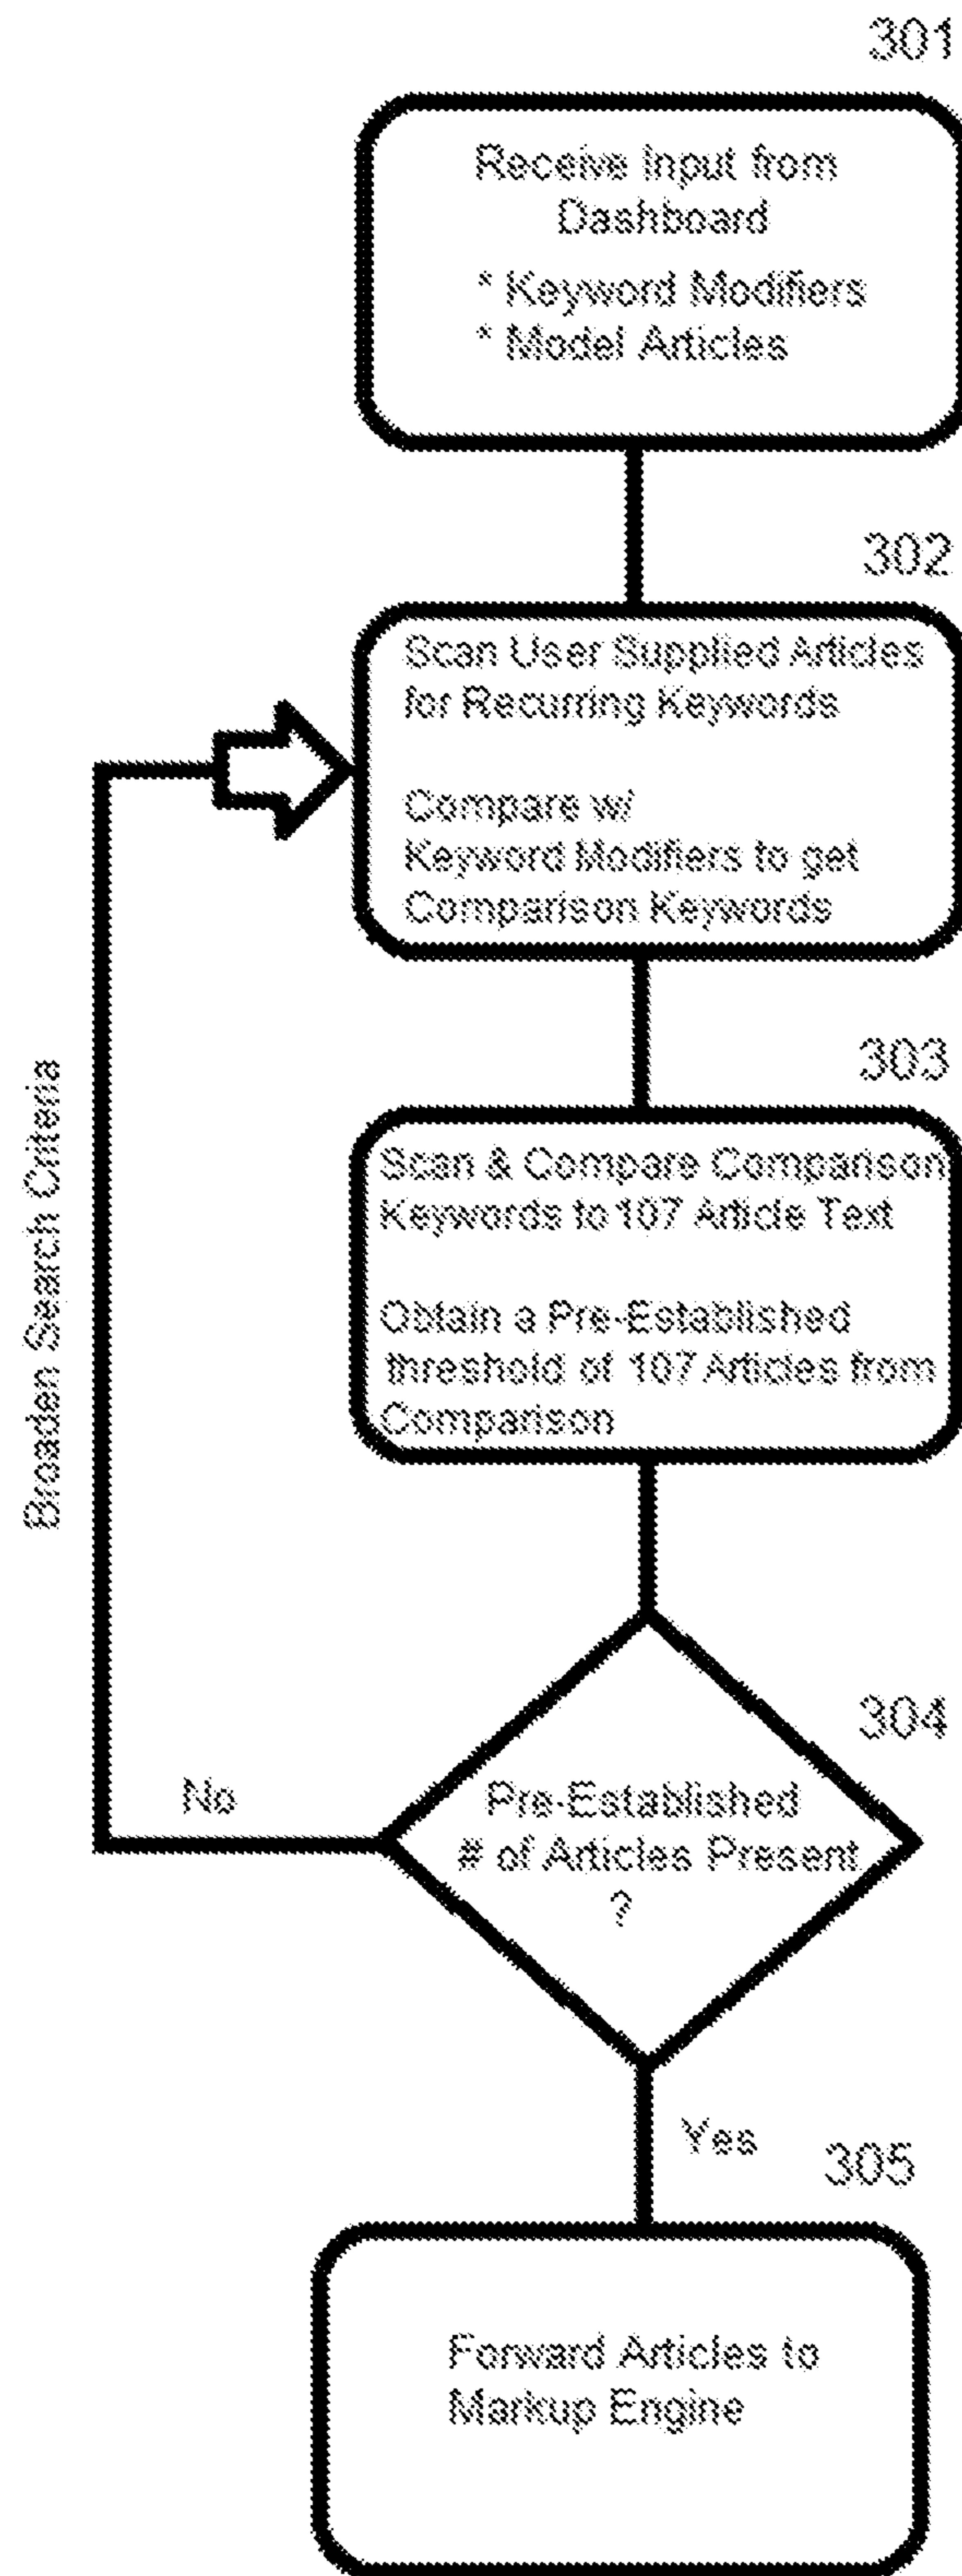 301
Receive Input from
Dashboard
* Keyword Modifiers
* Model Articles
302
Scan User Supplied Articles
for Recurring Keywords
Compare w/
Keyword Modifiers to get
Comparison Keywords
303
Scan & Compare Comparison
Keywords to 107 Article Text
Obtain a Pre-Established
threshold of 107 Articles from
Comparison
Broaden Search Criteria
304
No
Pre-Established
# of Articles Present
?
Yes
305
Forward Articles to
Markup Engine